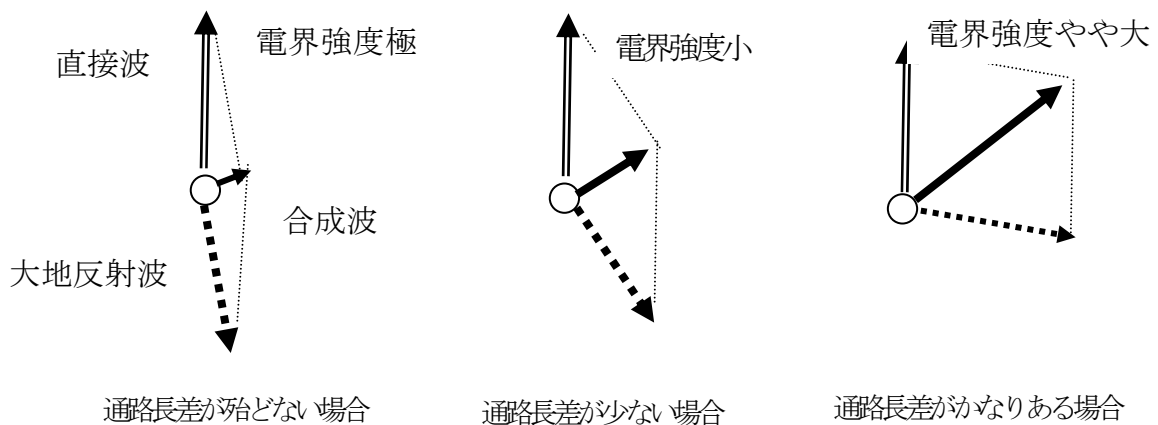 直接波
電界強度極
合成波
大地反射波
通路長差が殆どない場合
電界強度小
通路長差が少ない場合
電界強度やや大
通路長差がかなりある場合